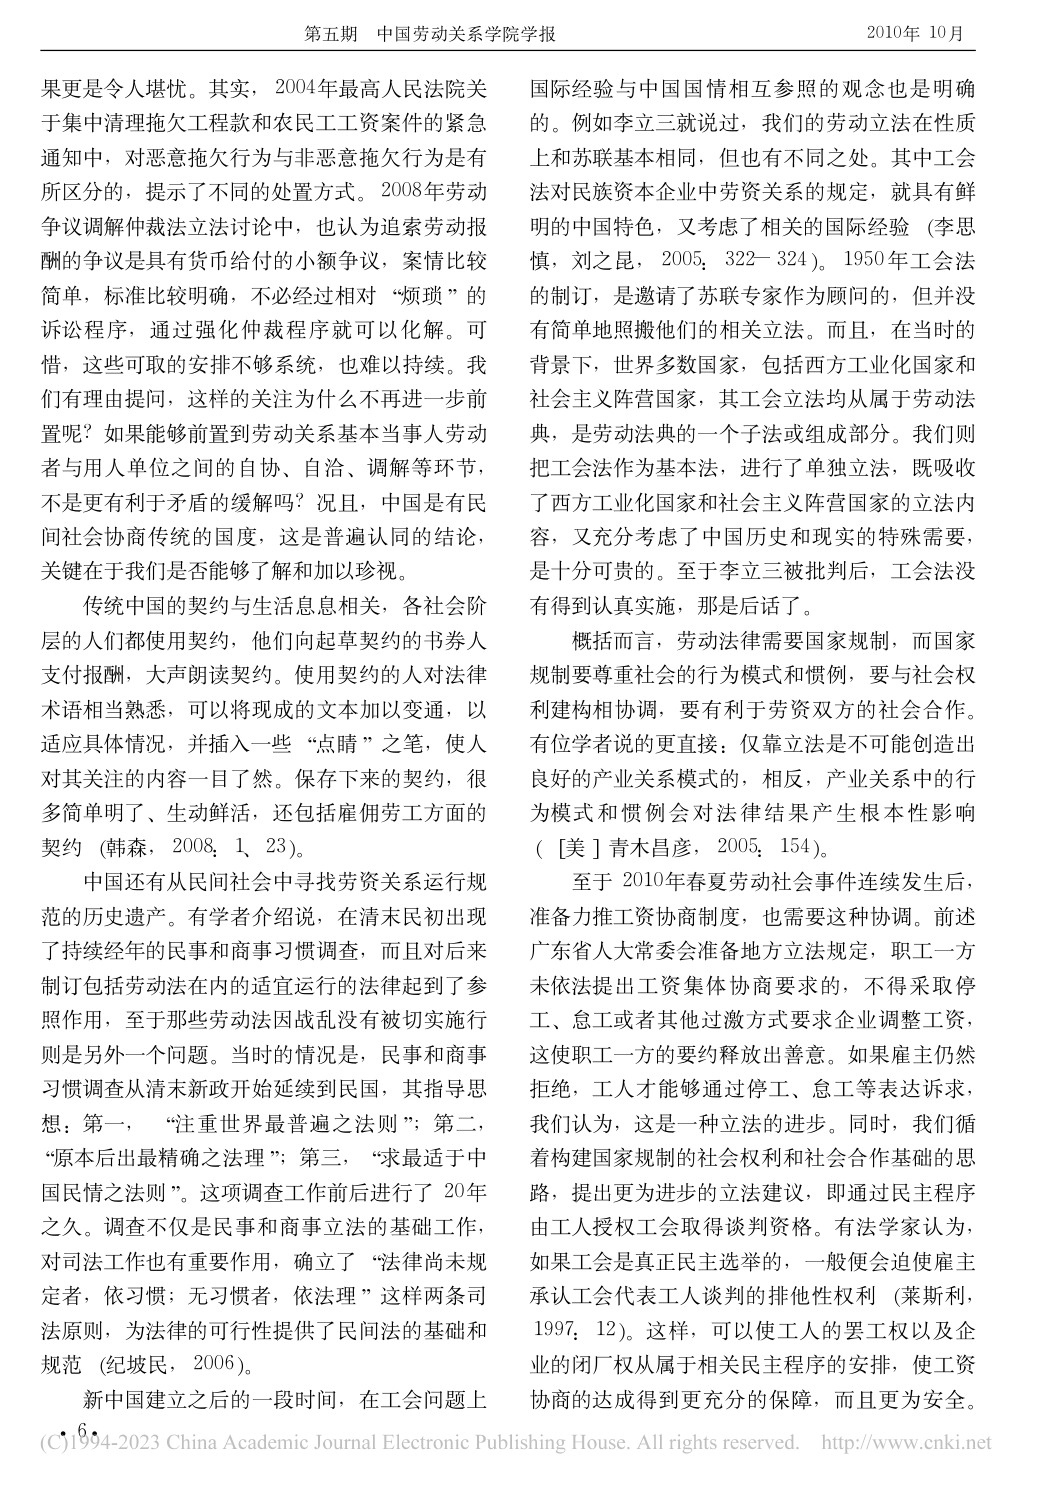 第五期 中国劳动关系学院学报 2010年 10月
果更是令人堪忧。其实, 2004年最高人民法院关
于集中清理拖欠工程款和农民工工资案件的紧急
通知中，对恶意拖欠行为与非恶意拖欠行为是有
所区分的，提示了不同的处置方式。2008年劳动
争议调解仲裁法立法讨论中，也认为追索劳动报
酬的争议是具有货币给付的小额争议，案情比较
简单，标准比较明确，不必经过相对 “烦琐”的
诉讼程序，通过强化仲裁程序就可以化解。可
惜，这些可取的安排不够系统，也难以持续。我
们有理由提问，这样的关注为什么不再进一步前
置呢？如果能够前置到劳动关系基本当事人劳动
者与用人单位之间的自协、自治、调解等环节，
不是更有利于矛盾的缓解吗？况且，中国是有民
间社会协商传统的国度，这是普遍认同的结论，
关键在于我们是否能够了解和加以珍视。
传统中国的契约与生活息息相关，各社会阶
层的人们都使用契约，他们向起草契约的书券人
支付报酬，大声朗读契约。使用契约的人对法律
术语相当熟悉，可以将现成的文本加以变通，以
适应具体情况，并插入一些 “点睛”之笔，使人
对其关注的内容一目了然。保存下来的契约，很
多简单明了、生动鲜活，还包括雇佣劳工方面的
契约 (韩森, 2008: 1、23)。
中国还有从民间社会中寻找劳资关系运行规
范的历史遗产。有学者介绍说，在清末民初出现
了持续经年的民事和商事习惯调查，而且对后来
制订包括劳动法在内的适宜运行的法律起到了参
照作用，至于那些劳动法因战乱没有被切实施行
则是另外一个问题。当时的情况是，民事和商事
习惯调查从清末新政开始延续到民国，其指导思
想：第一， “注重世界最普遍之法则”；第二，
“原本后出最精确之法理”；第三， “求最适于中
国民情之法则”。这项调查工作前后进行了 20年
之久。调查不仅是民事和商事立法的基础工作，
对司法工作也有重要作用，确立了 “法律尚未规
定者，依习惯；无习惯者，依法理”这样两条司
法原则，为法律的可行性提供了民间法的基础和
规范 (纪坡民, 2006)。
新中国建立之后的一段时间，在工会问题上
国际经验与中国国情相互参照的观念也是明确
的。例如李立三就说过，我们的劳动立法在性质
上和苏联基本相同，但也有不同之处。其中工会
法对民族资本企业中劳资关系的规定，就具有鲜
明的中国特色，又考虑了相关的国际经验 (李思
慎，刘之昆, 2005: 322—324)。1950年工会法
的制订，是邀请了苏联专家作为顾问的，但并没
有简单地照搬他们的相关立法。而且，在当时的
背景下，世界多数国家，包括西方工业化国家和
社会主义阵营国家，其工会立法均从属于劳动法
典，是劳动法典的一个子法或组成部分。我们则
把工会法作为基本法，进行了单独立法，既吸收
了西方工业化国家和社会主义阵营国家的立法内
容，又充分考虑了中国历史和现实的特殊需要，
是十分可贵的。至于李立三被批判后，工会法没
有得到认真实施，那是后话了。
概括而言，劳动法律需要国家规制，而国家
规制要尊重社会的行为模式和惯例，要与社会权
利建构相协调，要有利于劳资双方的社会合作。
有位学者说的更直接：仅靠立法是不可能创造出
良好的产业关系模式的，相反，产业关系中的行
为模式和惯例会对法律结果产生根本性影响
( [美] 青木昌彦, 2005: 154)。
至于 2010年春夏劳动社会事件连续发生后，
准备力推工资协商制度，也需要这种协调。前述
广东省人大常委会准备地方立法规定，职工一方
未依法提出工资集体协商要求的，不得采取停
工、怠工或者其他过激方式要求企业调整工资，
这使职工一方的要约释放出善意。如果雇主仍然
拒绝，工人才能够通过停工、怠工等表达诉求，
我们认为，这是一种立法的进步。同时，我们循
着构建国家规制的社会权利和社会合作基础的思
路，提出更为进步的立法建议，即通过民主程序
由工人授权工会取得谈判资格。有法学家认为，
如果工会是真正民主选举的，一般便会迫使雇主
承认工会代表工人谈判的排他性权利 (莱斯利,
1997: 12)。这样，可以使工人的罢工权以及企
业的闭厂权从属于相关民主程序的安排，使工资
协商的达成得到更充分的保障，而且更为安全。
· 6 ·
(C)1994-2023 China Academic Journal Electronic Publishing House. All rights reserved. http://www.cnki.net